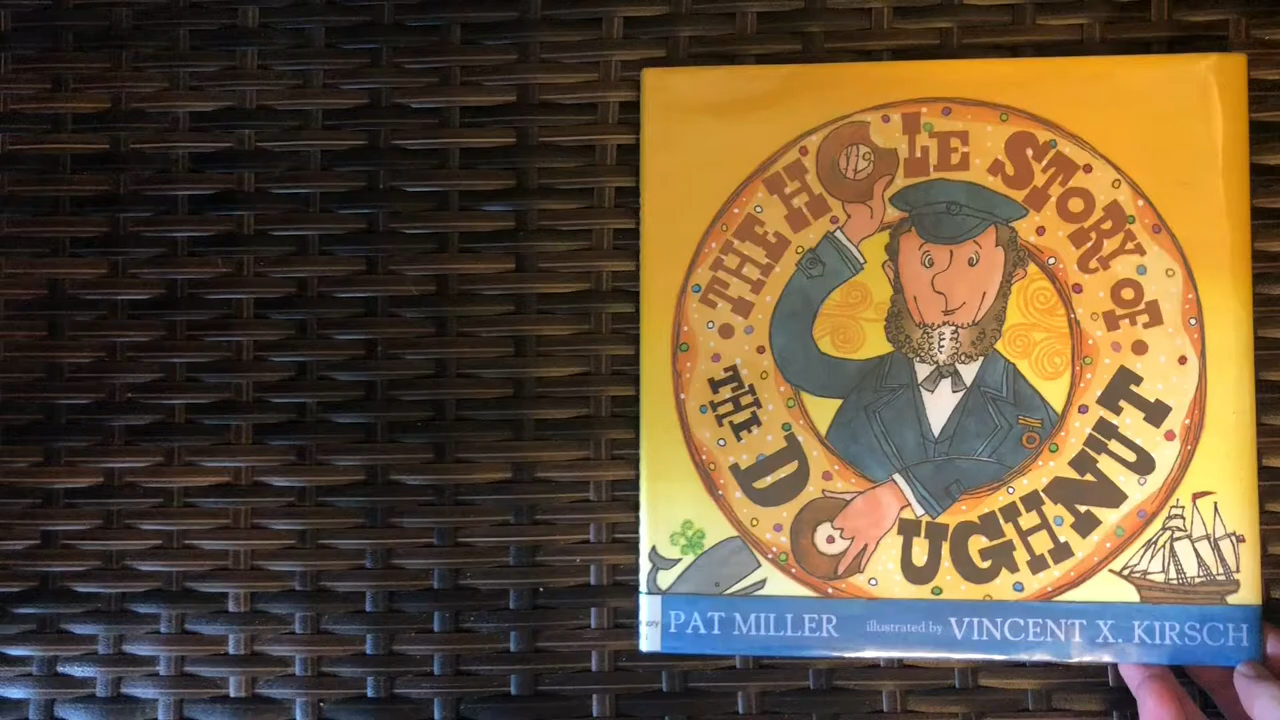 THE HOLE STORY OF
THE DOUGHNUT
PAT MILLER illustrated by VINCENT X. KIRSCH